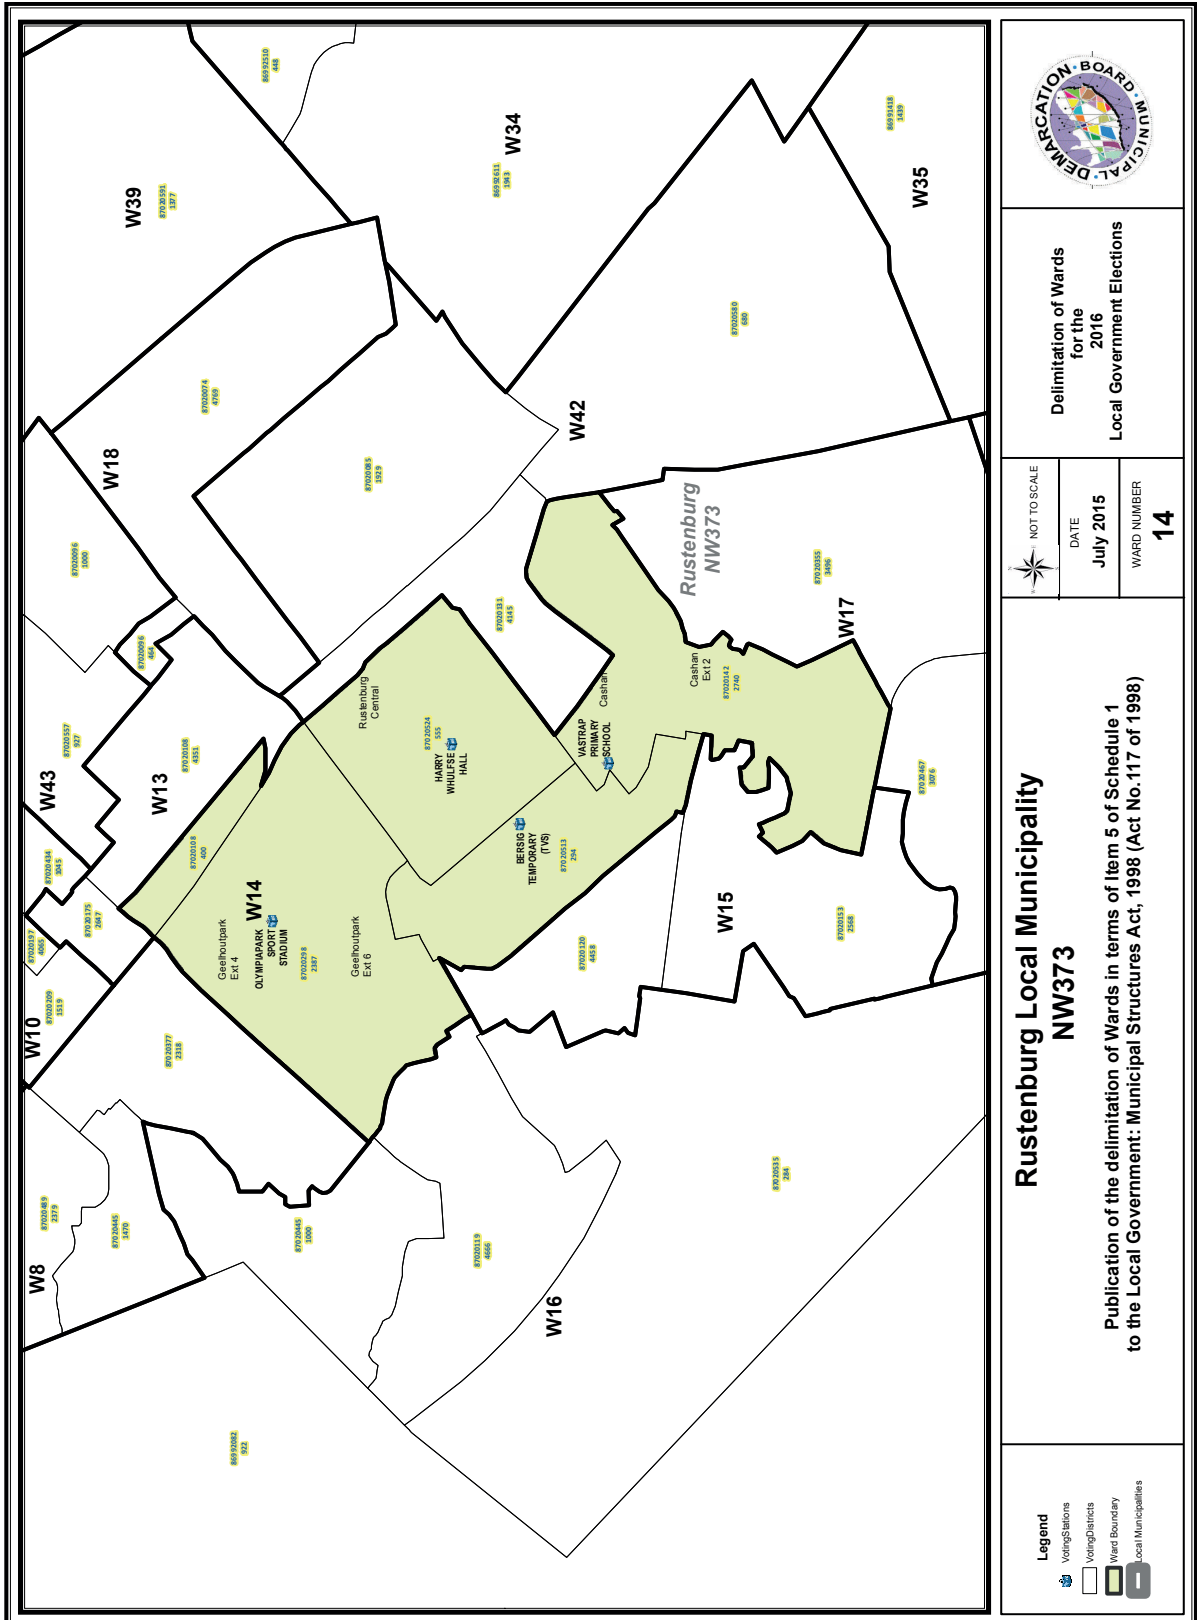 W39
87020591
1377
86992510
448
W34
86992611
1943
86991418
1439
W35
W18
87020074
4769
87020096
1000
87020085
1929
87020580
680
W42
87020096
464
87020131
4145
Rustenburg
NW373
87020355
3496
W17
W43
87020557
927
W13
87020108
4351
87020108
400
Rustenburg
Central
87020524
555
HARRY
WHULFSE
HALL
VASTRAP
PRIMARY
SCHOOL
Cashan
Cashan
Ext 2
87020142
2740
87020467
3076
87020434
3045
87020175
2647
87020197
4065
W10
87020209
1519
W14
Geelhoutpark
Ext 4
OLYMPIAPARK
SPORT
STADIUM
87020298
2387
Geelhoutpark
Ext 6
BERSIG
TEMPORARY
(TVS)
87020513
294
87020120
4458
W15
87020153
2568
87020377
2318
W8
87020489
2379
87020445
1470
87020445
1000
87020119
4666
W16
87020535
284
86992082
922
Legend
VotingStations
VotingDistricts
Ward Boundary
Local Municipalities
Rustenburg Local Municipality
NW373
Publication of the delimitation of Wards in terms of Item 5 of Schedule 1
to the Local Government: Municipal Structures Act, 1998 (Act No.117 of 1998)
NOT TO SCALE
DATE
July 2015
WARD NUMBER
14
Delimitation of Wards
for the
2016
Local Government Elections
MUNICIPAL DEMARCATION BOARD